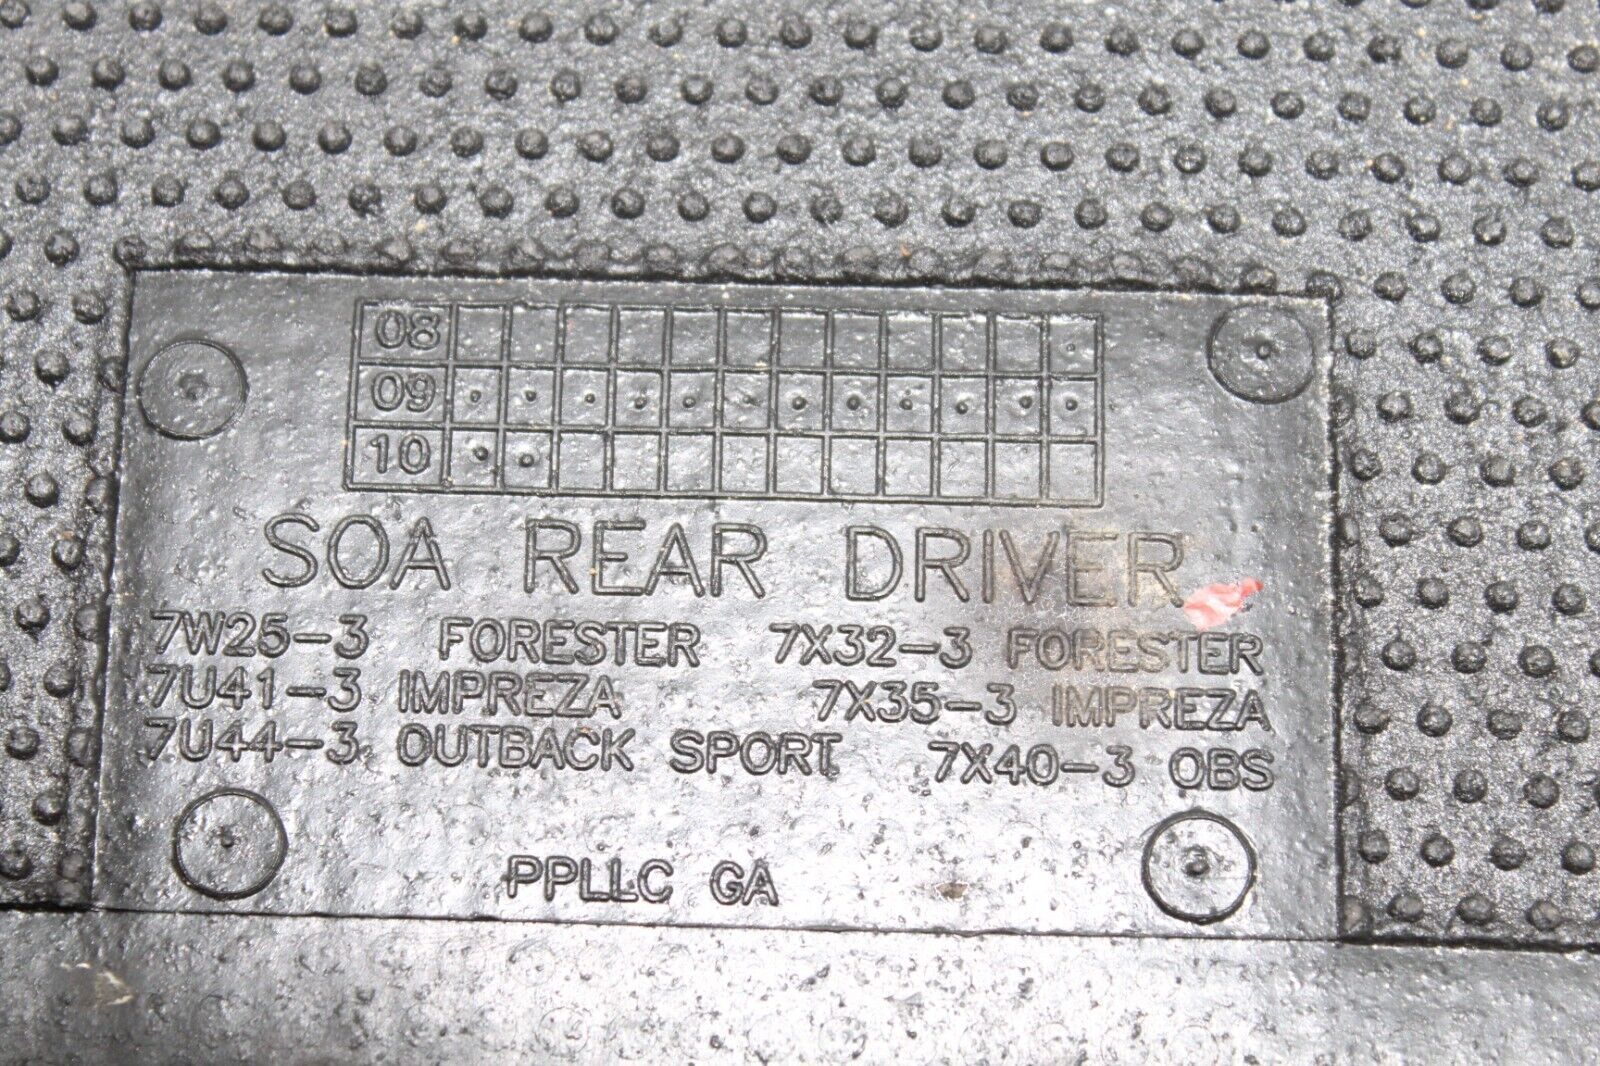 08
09
10
SOA REAR DRIVER
7W25-3 FORESTER 7X32-3 FORESTER
7U41-3 IMPREZA 7X35-3 IMPREZA
7U44-3 OUTBACK SPORT 7X40-3 OBS
PPLLC GA